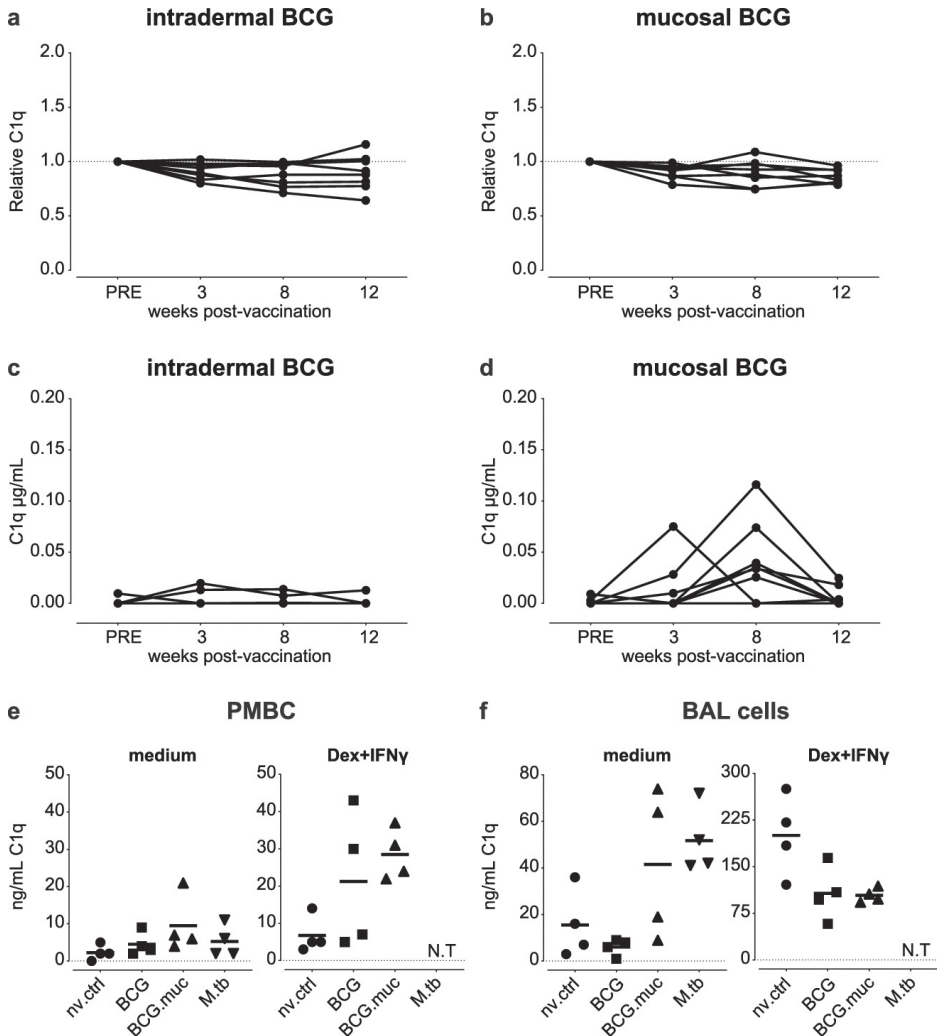 a intradermal BCG
2.0
1.5
1.0
0.5
0.0
Relative C1q
PRE 3 8 12
weeks post-vaccination
b mucosal BCG
2.0
1.5
1.0
0.5
0.0
Relative C1q
PRE 3 8 12
weeks post-vaccination
c intradermal BCG
0.20
0.15
0.10
0.05
0.00
C1q µg/mL
PRE 3 8 12
weeks post-vaccination
d mucosal BCG
0.20
0.15
0.10
0.05
0.00
C1q µg/mL
PRE 3 8 12
weeks post-vaccination
e PMBC
medium
50
40
30
20
10
0
ng/mL C1q
nv.ctrl BCG BCG.muc M.tb
Dex+IFNγ
50
40
30
20
10
0
N.T
nv.ctrl BCG BCG.muc M.tb
f BAL cells
medium
80
60
40
20
0
ng/mL C1q
nv.ctrl BCG BCG.muc M.tb
Dex+IFNγ
300
225
150
75
0
N.T
nv.ctrl BCG BCG.muc M.tb